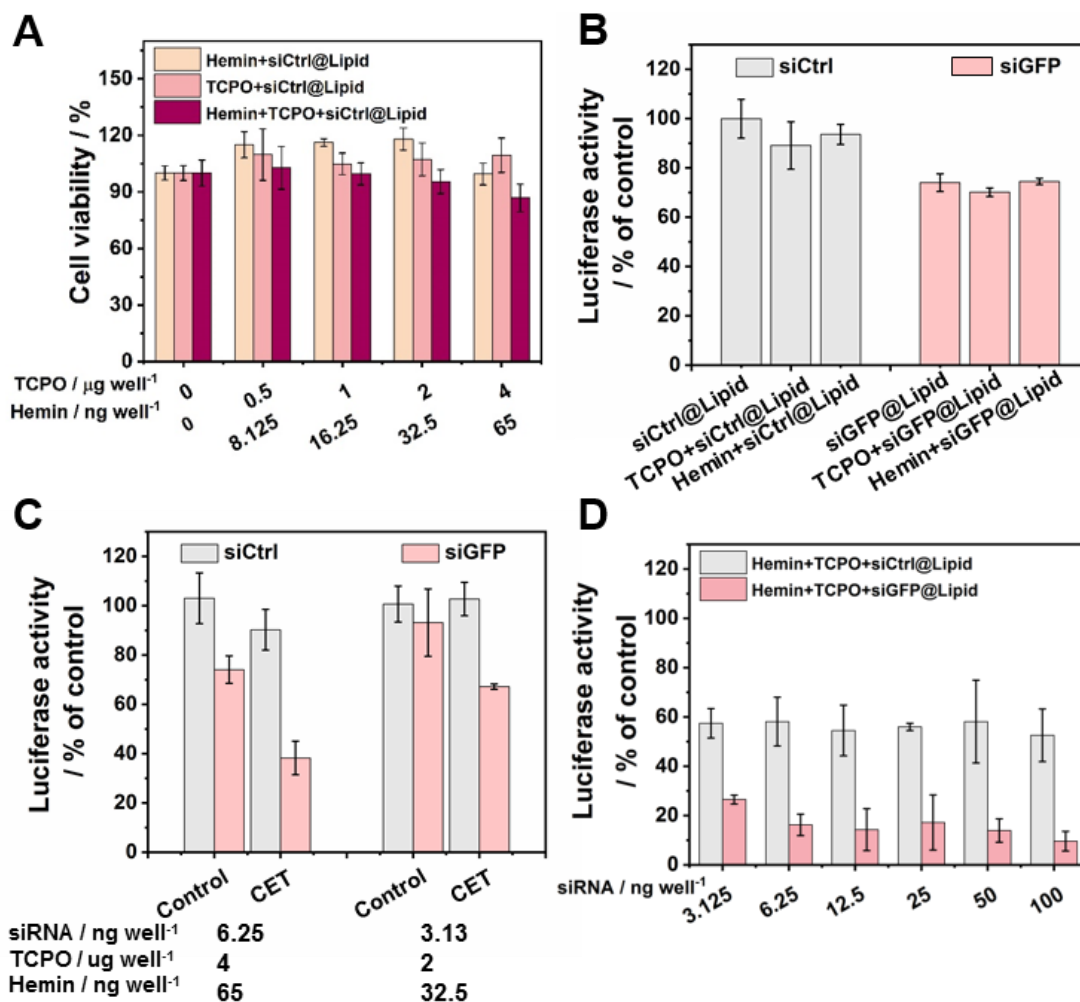 A
Cell viability / %
150
120
90
60
30
0
Hemin+siCtrl@Lipid
TCPO+siCtrl@Lipid
Hemin+TCPO+siCtrl@Lipid
TCPO / μg well-1
0
0.5
1
2
4
Hemin / ng well-1
0
8.125
16.25
32.5
65
B
Luciferase activity
/ % of control
120
100
80
60
40
20
0
siCtrl
siGFP
siCtrl@Lipid
TCPO+siCtrl@Lipid
Hemin+siCtrl@Lipid
siGFP@Lipid
TCPO+siGFP@Lipid
Hemin+siGFP@Lipid
C
Luciferase activity
/ % of control
120
100
80
60
40
20
0
siCtrl
siGFP
Control
CET
Control
CET
siRNA / ng well-1 6.25 3.13
TCPO / ug well-1 4 2
Hemin / ng well-1 65 32.5
D
Luciferase activity
/ % of control
120
100
80
60
40
20
0
Hemin+TCPO+siCtrl@Lipid
Hemin+TCPO+siGFP@Lipid
siRNA / ng well-1
3.125
6.25
12.5
25
50
100